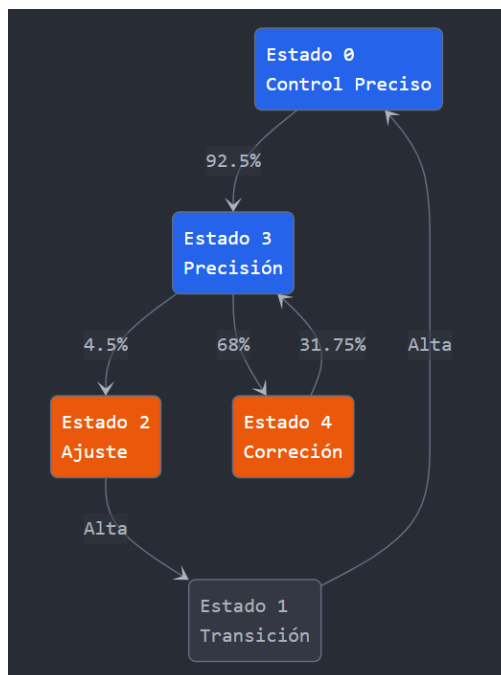 Estado 0
Control Preciso
92.5%
Estado 3
Precisión
4.5%
68%
31.75%
Alta
Estado 2
Ajuste
Estado 4
Correción
Alta
Estado 1
Transición